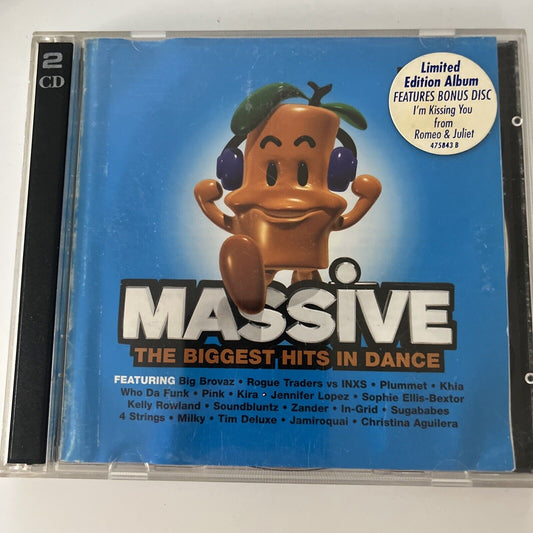 2
CD
Limited
Edition Album
FEATURES BONUS DISC
I'm Kissing You
from
Romeo & Juliet
475843 B
MASSiVE
THE BIGGEST HITS IN DANCE
FEATURING Big Brovaz • Rogue Traders vs INXS • Plummet • Khia
Who Da Funk • Pink • Kira • Jennifer Lopez • Sophie Ellis-Bextor
Kelly Rowland • Soundbluntz • Zander • In-Grid • Sugababes
4 Strings • Milky • Tim Deluxe • Jamiroquai • Christina Aguilera